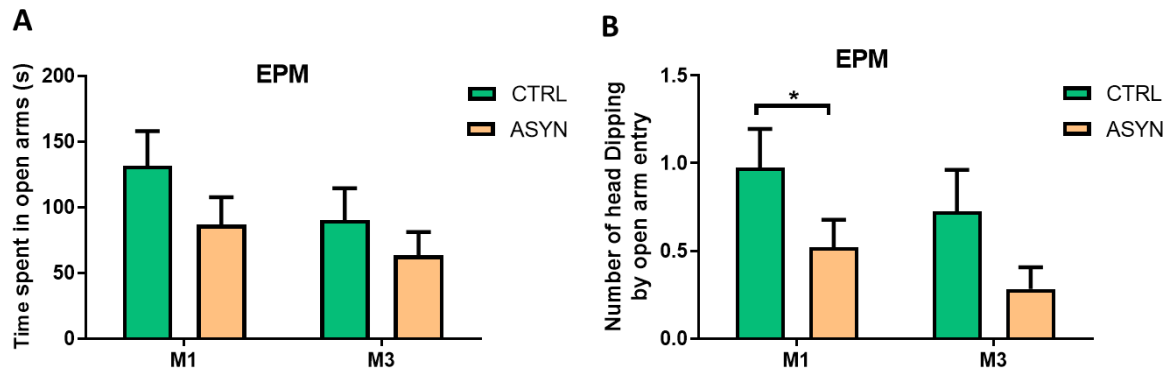 A
EPM
Time spent in open arms (s)
200
150
100
50
0
M1
M3
CTRL
ASYN
B
EPM
Number of head Dipping
by open arm entry
1.5
1.0
0.5
0.0
*
M1
M3
CTRL
ASYN